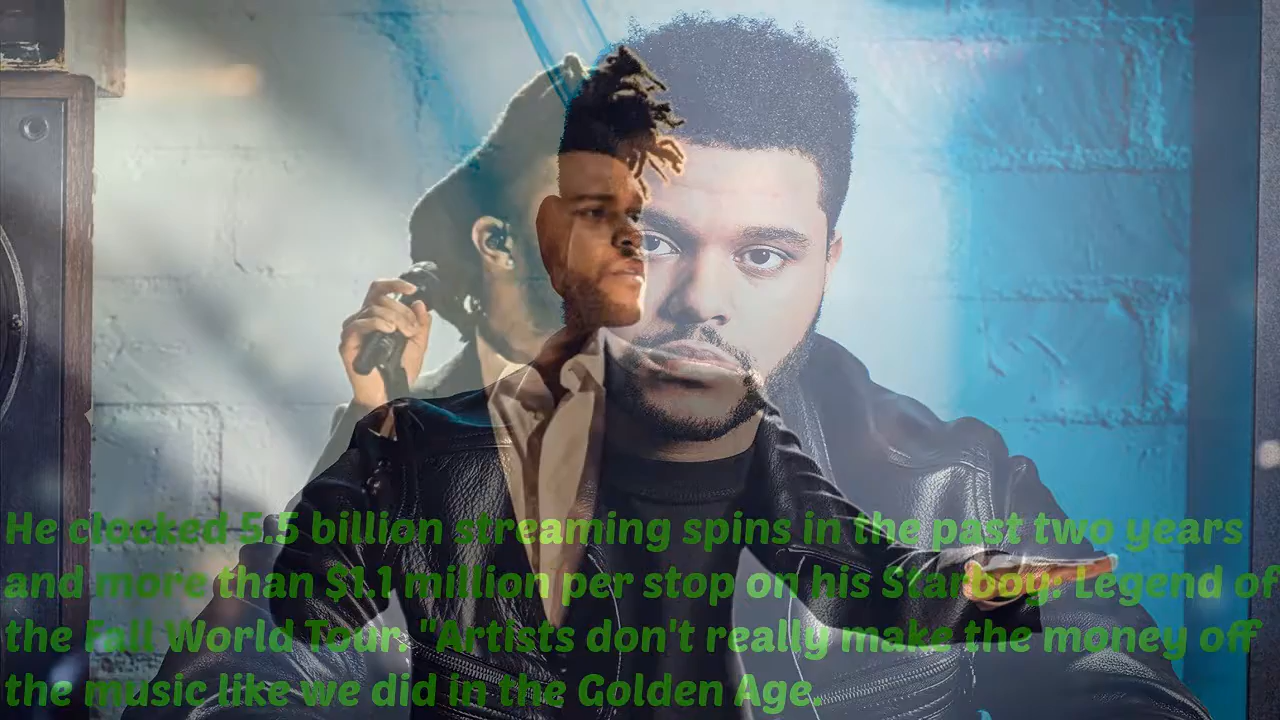 He clocked 5.5 billion streaming spins in the past two years
and more than $1.1 million per stop on his Starboy: Legend of
the Fall World Tour. "Artists don't really make the money off
the music like we did in the Golden Age.